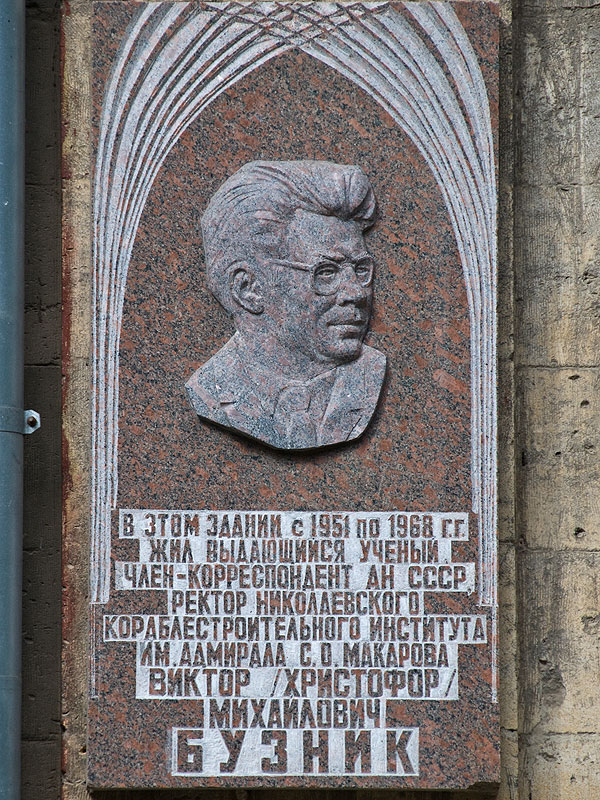 В ЭТОМ ЗДАНИИ с 1951 по 1968 г.г.
ЖИЛ ВЫДАЮЩИЙСЯ УЧЕНЫЙ,
ЧЛЕН-КОРРЕСПОНДЕНТ АН СССР,
РЕКТОР НИКОЛАЕВСКОГО
КОРАБЛЕСТРОИТЕЛЬНОГО ИНСТИТУТА
ИМ. АДМИРАЛА С.О. МАКАРОВА
ВИКТОР /ХРИСТОФОР/
МИХАЙЛОВИЧ
БУЗНИК